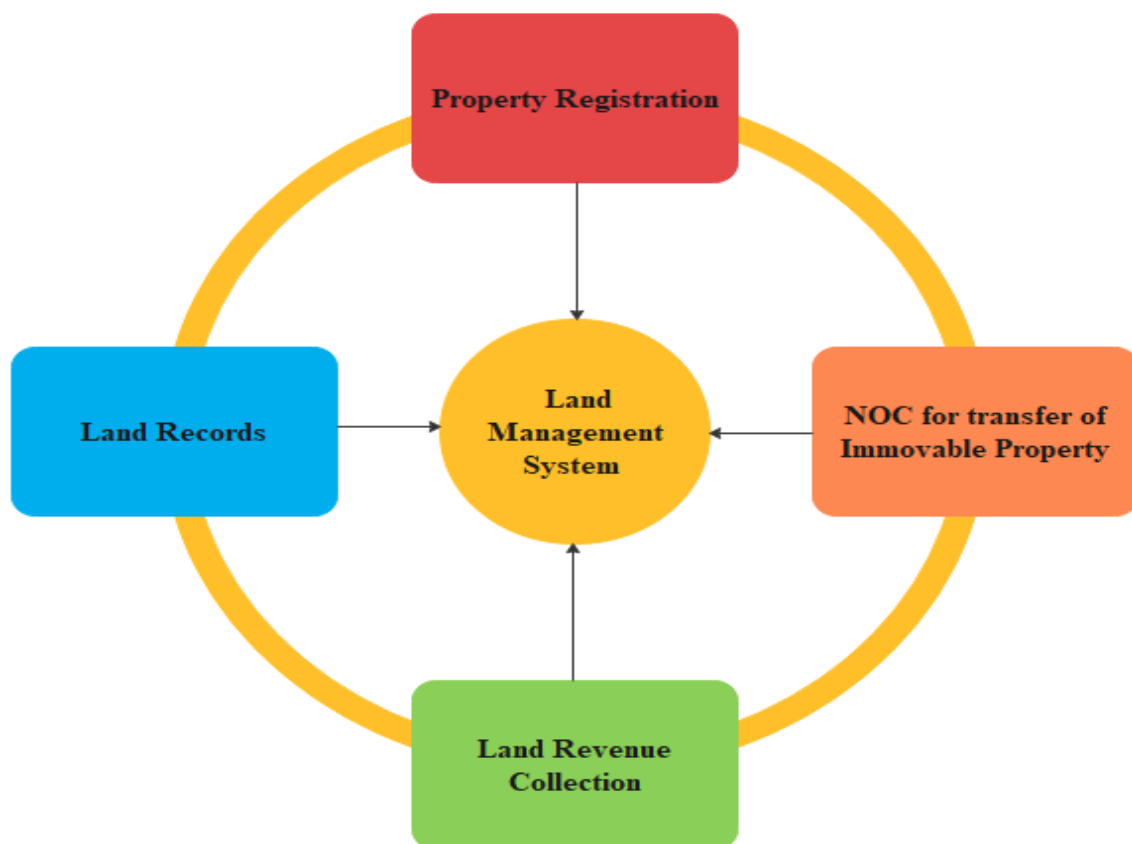 Property Registration
Land Records
Land
Management
System
NOC for transfer of
Immovable Property
Land Revenue
Collection